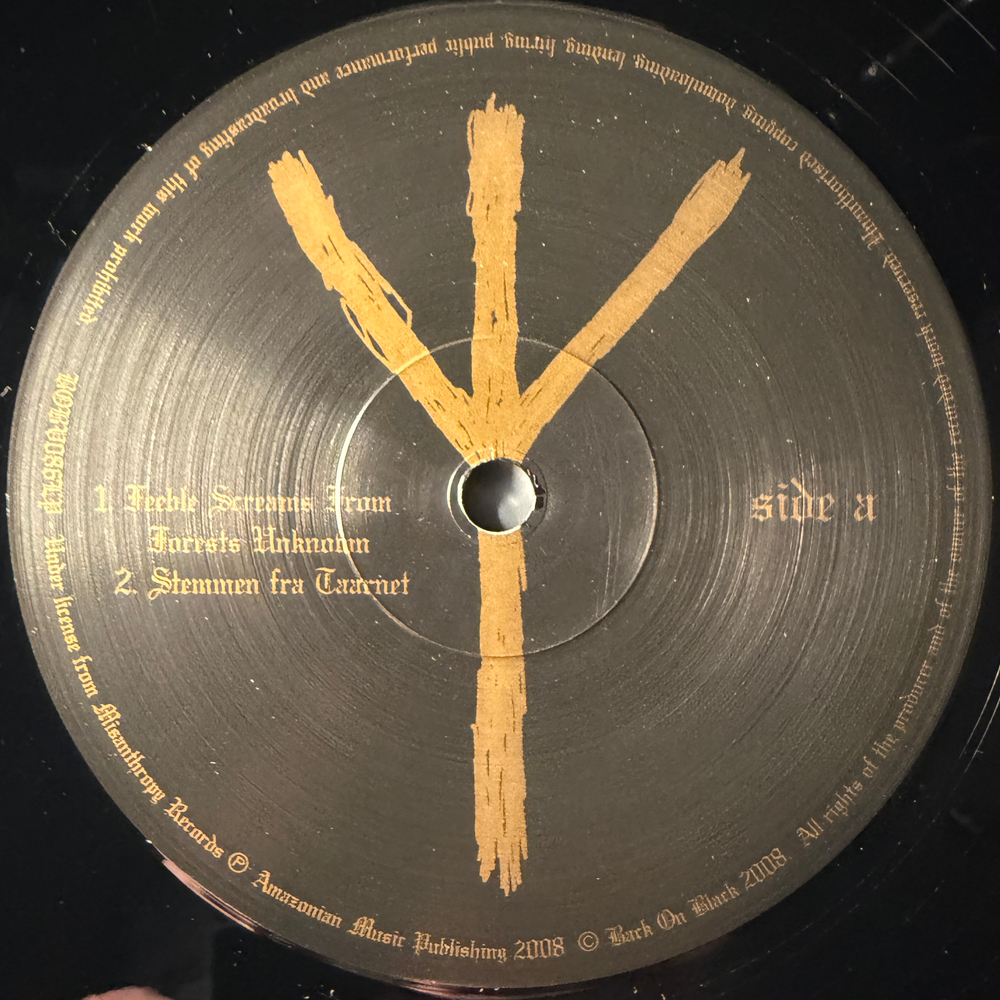 1. Feeble Screams From
Forests Unknown
2. Stemmen fra Taarnet
side a
Under license from Misanthropy Records Ⓟ Amazonian Music Publishing 2008 © Back On Black 2008. All rights of the producer and of the owner of the recorded work reserved. Unauthorised copying, downloading, lending, hiring, public performance and broadcasting of this work prohibited.